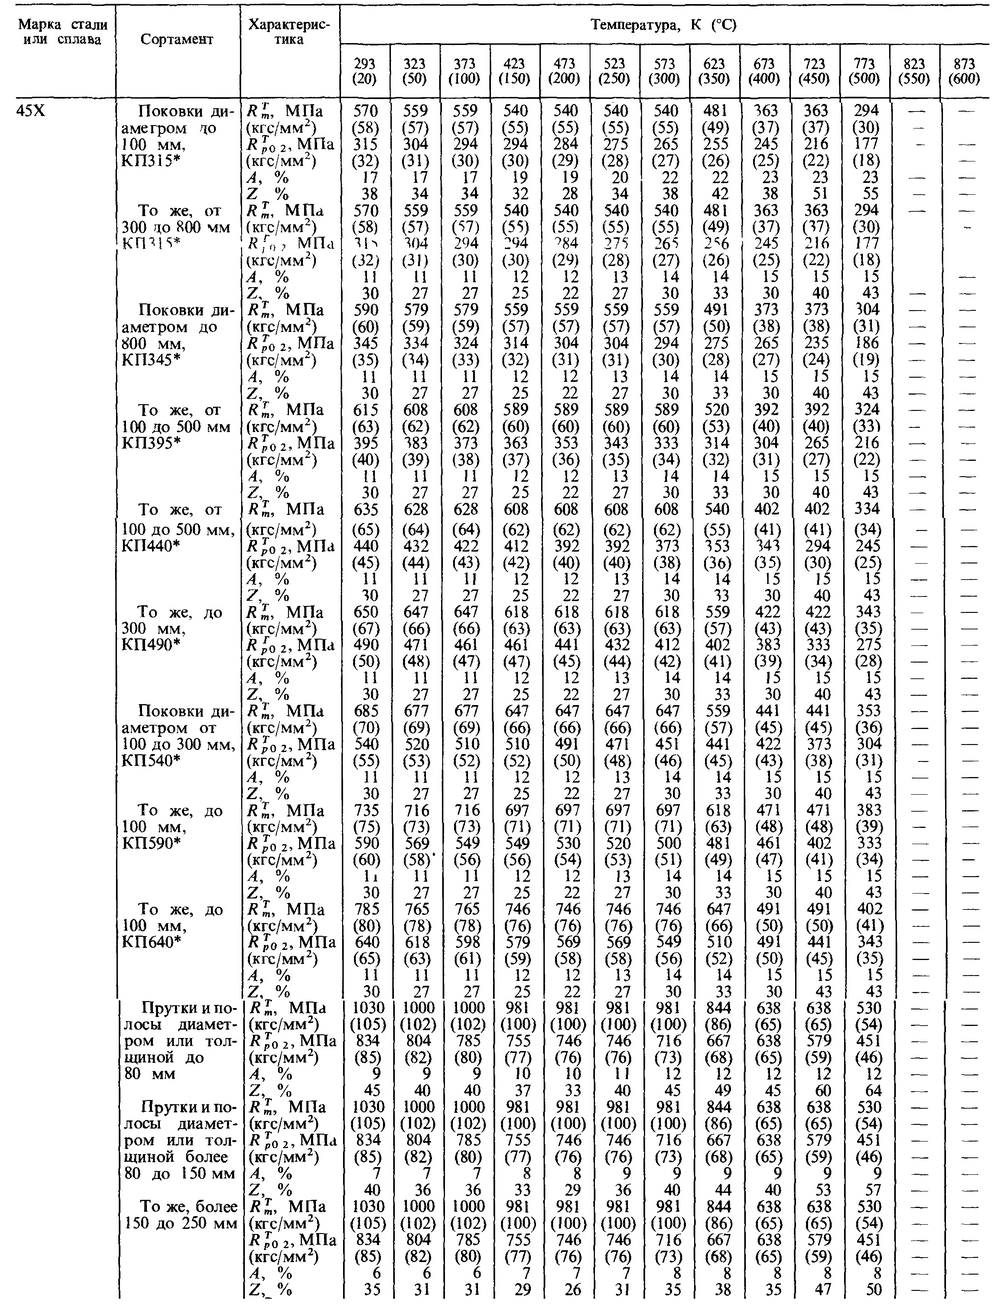 Марка стали или сплава | Сортамент | Характерис-тика | Температура, К (°С)
293 (20) | 323 (50) | 373 (100) | 423 (150) | 473 (200) | 523 (250) | 573 (300) | 623 (350) | 673 (400) | 723 (450) | 773 (500) | 823 (550) | 873 (600)
45Х | Поковки ди- | R_m^T, МПа | 570 | 559 | 559 | 540 | 540 | 540 | 540 | 481 | 363 | 363 | 294 | — | —
аметром до | (кгс/мм²) | (58) | (57) | (57) | (55) | (55) | (55) | (55) | (49) | (37) | (37) | (30) | –
100 мм, | R_p0 2^T, МПа | 315 | 304 | 294 | 294 | 284 | 275 | 265 | 255 | 245 | 216 | 177 | — | —
КП315* | (кгс/мм²) | (32) | (31) | (30) | (30) | (29) | (28) | (27) | (26) | (25) | (22) | (18) | — | —
A, % | 17 | 17 | 17 | 19 | 19 | 20 | 22 | 22 | 23 | 23 | 23 | — | —
Z, % | 38 | 34 | 34 | 32 | 28 | 34 | 38 | 42 | 38 | 51 | 55 | — | —
То же, от | R_m^T, МПа | 570 | 559 | 559 | 540 | 540 | 540 | 540 | 481 | 363 | 363 | 294 | — | —
300 до 800 мм | (кгс/мм²) | (58) | (57) | (57) | (55) | (55) | (55) | (55) | (49) | (37) | (37) | (30) | -
КП315* | R_p0 2^T, МПа | 315 | 304 | 294 | 294 | 284 | 275 | 265 | 256 | 245 | 216 | 177
(кгс/мм²) | (32) | (31) | (30) | (30) | (29) | (28) | (27) | (26) | (25) | (22) | (18)
A, % | 11 | 11 | 11 | 12 | 12 | 13 | 14 | 14 | 15 | 15 | 15 | —
Z, % | 30 | 27 | 27 | 25 | 22 | 27 | 30 | 33 | 30 | 40 | 43 | — | —
Поковки ди- | R_m^T, МПа | 590 | 579 | 579 | 559 | 559 | 559 | 559 | 491 | 373 | 373 | 304 | — | —
аметром до | (кгс/мм²) | (60) | (59) | (59) | (57) | (57) | (57) | (57) | (50) | (38) | (38) | (31) | — | —
800 мм, | R_p0 2^T, МПа | 345 | 334 | 324 | 314 | 304 | 304 | 294 | 275 | 265 | 235 | 186 | — | —
КП345* | (кгс/мм²) | (35) | (34) | (33) | (32) | (31) | (31) | (30) | (28) | (27) | (24) | (19) | — | —
A, % | 11 | 11 | 11 | 12 | 12 | 13 | 14 | 14 | 15 | 15 | 15 | — | —
Z, % | 30 | 27 | 27 | 25 | 22 | 27 | 30 | 33 | 30 | 40 | 43 | — | —
То же, от | R_m^T, МПа | 615 | 608 | 608 | 589 | 589 | 589 | 589 | 520 | 392 | 392 | 324 | — | —
100 до 500 мм | (кгс/мм²) | (63) | (62) | (62) | (60) | (60) | (60) | (60) | (53) | (40) | (40) | (33) | – | —
КП395* | R_p0 2^T, МПа | 395 | 383 | 373 | 363 | 353 | 343 | 333 | 314 | 304 | 265 | 216 | — | —
(кгс/мм²) | (40) | (39) | (38) | (37) | (36) | (35) | (34) | (32) | (31) | (27) | (22) | — | —
A, % | 11 | 11 | 11 | 12 | 12 | 13 | 14 | 14 | 15 | 15 | 15 | — | —
Z, % | 30 | 27 | 27 | 25 | 22 | 27 | 30 | 33 | 30 | 40 | 43 | — | —
То же, от | R_m^T, МПа | 635 | 628 | 628 | 608 | 608 | 608 | 608 | 540 | 402 | 402 | 334 | — | —
100 до 500 мм, | (кгс/мм²) | (65) | (64) | (64) | (62) | (62) | (62) | (62) | (55) | (41) | (41) | (34) | – | —
КП440* | R_p0 2^T, МПа | 440 | 432 | 422 | 412 | 392 | 392 | 373 | 353 | 343 | 294 | 245 | — | —
(кгс/мм²) | (45) | (44) | (43) | (42) | (40) | (40) | (38) | (36) | (35) | (30) | (25) | – | —
A, % | 11 | 11 | 11 | 12 | 12 | 13 | 14 | 14 | 15 | 15 | 15 | — | —
Z, % | 30 | 27 | 27 | 25 | 22 | 27 | 30 | 33 | 30 | 40 | 43 | — | —
То же, до | R_m^T, МПа | 650 | 647 | 647 | 618 | 618 | 618 | 618 | 559 | 422 | 422 | 343 | — | —
300 мм, | (кгс/мм²) | (67) | (66) | (66) | (63) | (63) | (63) | (63) | (57) | (43) | (43) | (35) | — | —
КП490* | R_p0 2^T, МПа | 490 | 471 | 461 | 461 | 441 | 432 | 412 | 402 | 383 | 333 | 275 | — | —
(кгс/мм²) | (50) | (48) | (47) | (47) | (45) | (44) | (42) | (41) | (39) | (34) | (28) | — | —
A, % | 11 | 11 | 11 | 12 | 12 | 13 | 14 | 14 | 15 | 15 | 15 | — | —
Z, % | 30 | 27 | 27 | 25 | 22 | 27 | 30 | 33 | 30 | 40 | 43 | — | —
Поковки ди- | R_m^T, МПа | 685 | 677 | 677 | 647 | 647 | 647 | 647 | 559 | 441 | 441 | 353 | — | —
аметром от | (кгс/мм²) | (70) | (69) | (69) | (66) | (66) | (66) | (66) | (57) | (45) | (45) | (36) | — | —
100 до 300 мм, | R_p0 2^T, МПа | 540 | 520 | 510 | 510 | 491 | 471 | 451 | 441 | 422 | 373 | 304 | — | —
КП540* | (кгс/мм²) | (55) | (53) | (52) | (52) | (50) | (48) | (46) | (45) | (43) | (38) | (31) | – | —
A, % | 11 | 11 | 11 | 12 | 12 | 13 | 14 | 14 | 15 | 15 | 15 | — | —
Z, % | 30 | 27 | 27 | 25 | 22 | 27 | 30 | 33 | 30 | 40 | 43 | — | —
То же, до | R_m^T, МПа | 735 | 716 | 716 | 697 | 697 | 697 | 697 | 618 | 471 | 471 | 383 | — | —
100 мм, | (кгс/мм²) | (75) | (73) | (73) | (71) | (71) | (71) | (71) | (63) | (48) | (48) | (39) | — | —
КП590* | R_p0 2^T, МПа | 590 | 569 | 549 | 549 | 530 | 520 | 500 | 481 | 461 | 402 | 333 | — | —
(кгс/мм²) | (60) | (58) | (56) | (56) | (54) | (53) | (51) | (49) | (47) | (41) | (34) | — | –
A, % | 11 | 11 | 11 | 12 | 12 | 13 | 14 | 14 | 15 | 15 | 15 | — | —
Z, % | 30 | 27 | 27 | 25 | 22 | 27 | 30 | 33 | 30 | 40 | 43 | — | —
То же, до | R_m^T, МПа | 785 | 765 | 765 | 746 | 746 | 746 | 746 | 647 | 491 | 491 | 402 | — | —
100 мм, | (кгс/мм²) | (80) | (78) | (78) | (76) | (76) | (76) | (76) | (66) | (50) | (50) | (41) | — | —
КП640* | R_p0 2^T, МПа | 640 | 618 | 598 | 579 | 569 | 569 | 549 | 510 | 491 | 441 | 343 | — | —
(кгс/мм²) | (65) | (63) | (61) | (59) | (58) | (58) | (56) | (52) | (50) | (45) | (35) | — | —
A, % | 11 | 11 | 11 | 12 | 12 | 13 | 14 | 14 | 15 | 15 | 15 | — | —
Z, % | 30 | 27 | 27 | 25 | 22 | 27 | 30 | 33 | 30 | 43 | 43 | — | —
Прутки и по- | R_m^T, МПа | 1030 | 1000 | 1000 | 981 | 981 | 981 | 981 | 844 | 638 | 638 | 530 | — | —
лосы диамет- | (кгс/мм²) | (105) | (102) | (102) | (100) | (100) | (100) | (100) | (86) | (65) | (65) | (54) | — | —
ром или тол- | R_p0 2^T, МПа | 834 | 804 | 785 | 755 | 746 | 746 | 716 | 667 | 638 | 579 | 451 | — | —
щиной до | (кгс/мм²) | (85) | (82) | (80) | (77) | (76) | (76) | (73) | (68) | (65) | (59) | (46) | — | —
80 мм | A, % | 9 | 9 | 9 | 10 | 10 | 11 | 12 | 12 | 12 | 12 | 12 | — | —
Z, % | 45 | 40 | 40 | 37 | 33 | 40 | 45 | 49 | 45 | 60 | 64 | — | —
Прутки и по- | R_m^T, МПа | 1030 | 1000 | 1000 | 981 | 981 | 981 | 981 | 844 | 638 | 638 | 530 | — | —
лосы диамет- | (кгс/мм²) | (105) | (102) | (102) | (100) | (100) | (100) | (100) | (86) | (65) | (65) | (54) | — | —
ром или тол- | R_p0 2^T, МПа | 834 | 804 | 785 | 755 | 746 | 746 | 716 | 667 | 638 | 579 | 451 | — | —
щиной более | (кгс/мм²) | (85) | (82) | (80) | (77) | (76) | (76) | (73) | (68) | (65) | (59) | (46) | — | —
80 до 150 мм | A, % | 7 | 7 | 7 | 8 | 8 | 9 | 9 | 9 | 9 | 9 | 9 | — | —
Z, % | 40 | 36 | 36 | 33 | 29 | 36 | 40 | 44 | 40 | 53 | 57 | — | —
То же, более | R_m^T, МПа | 1030 | 1000 | 1000 | 981 | 981 | 981 | 981 | 844 | 638 | 638 | 530 | — | —
150 до 250 мм | (кгс/мм²) | (105) | (102) | (102) | (100) | (100) | (100) | (100) | (86) | (65) | (65) | (54) | — | —
R_p0 2^T, МПа | 834 | 804 | 785 | 755 | 746 | 746 | 716 | 667 | 638 | 579 | 451 | — | —
(кгс/мм²) | (85) | (82) | (80) | (77) | (76) | (76) | (73) | (68) | (65) | (59) | (46) | — | —
A, % | 6 | 6 | 6 | 7 | 7 | 7 | 8 | 8 | 8 | 8 | 8 | — | —
Z, % | 35 | 31 | 31 | 29 | 26 | 31 | 35 | 38 | 35 | 47 | 50 | — | —